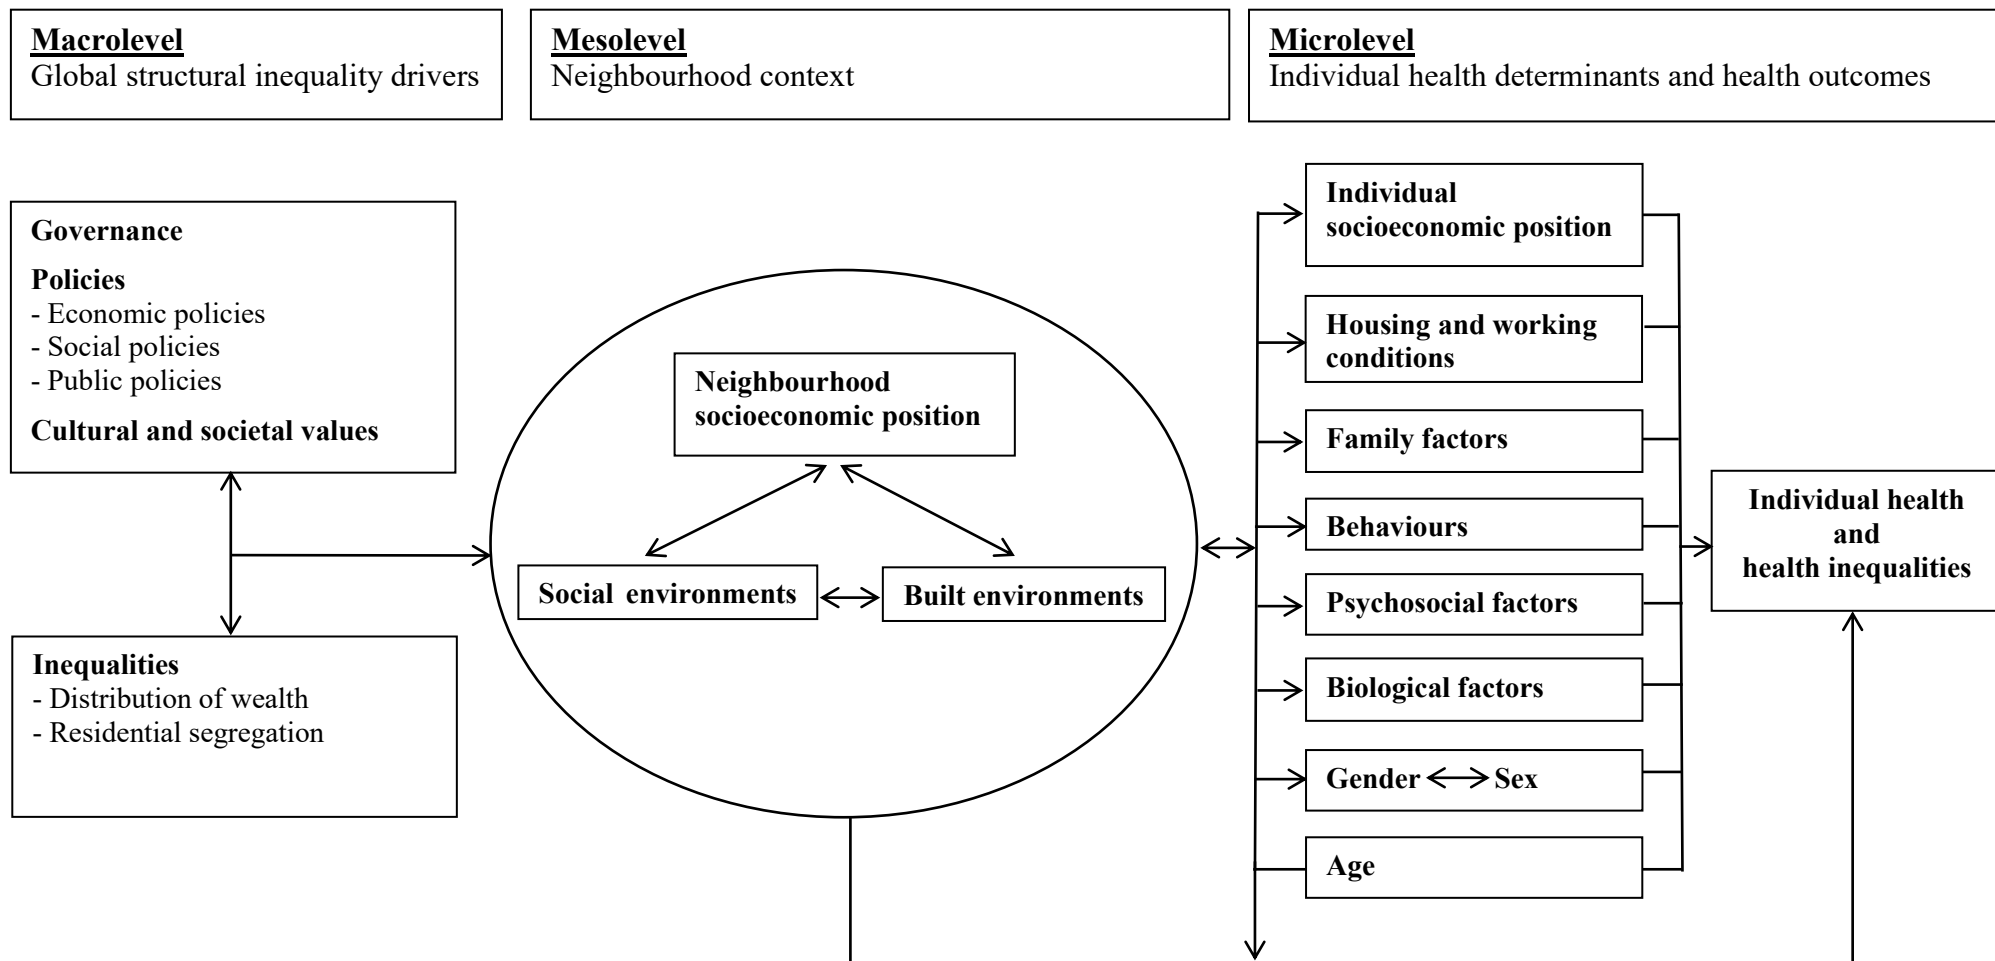 Macrolevel
Global structural inequality drivers
Mesolevel
Neighbourhood context
Microlevel
Individual health determinants and health outcomes
Governance
Policies
- Economic policies
- Social policies
- Public policies
Cultural and societal values
Inequalities
- Distribution of wealth
- Residential segregation
Neighbourhood
socioeconomic position
Social environments
Built environments
Individual
socioeconomic position
Housing and working
conditions
Family factors
Behaviours
Psychosocial factors
Biological factors
Gender Sex
Age
Individual health
and
health inequalities